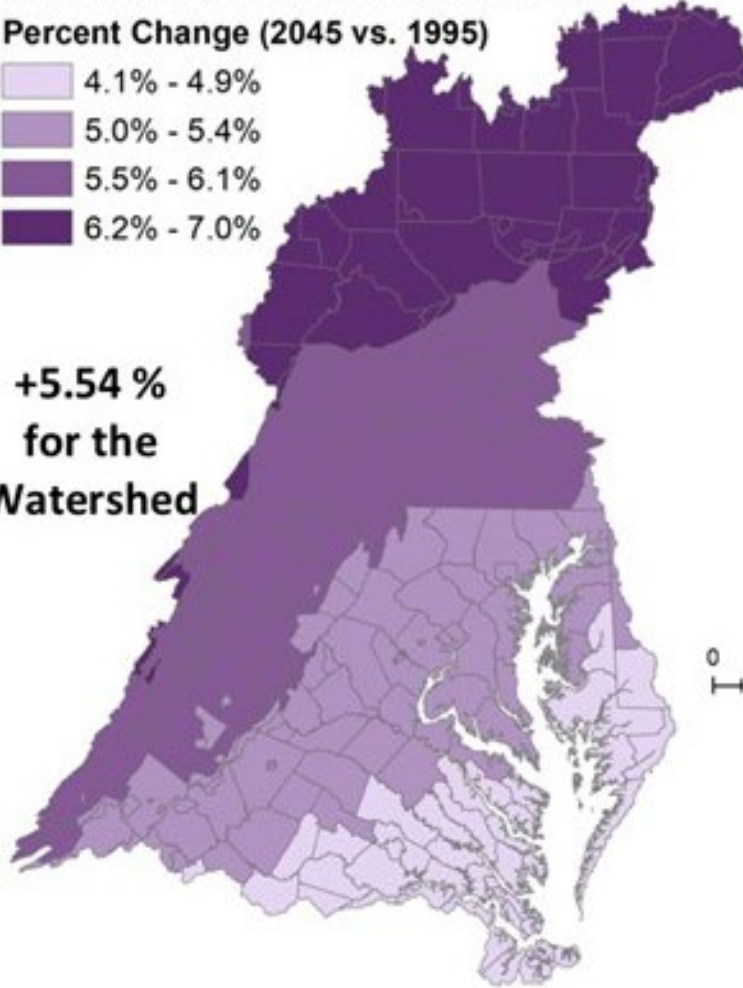 Percent Change (2045 vs. 1995)
4.1% - 4.9%
5.0% - 5.4%
5.5% - 6.1%
6.2% - 7.0%
+5.54 %
for the
Watershed
0